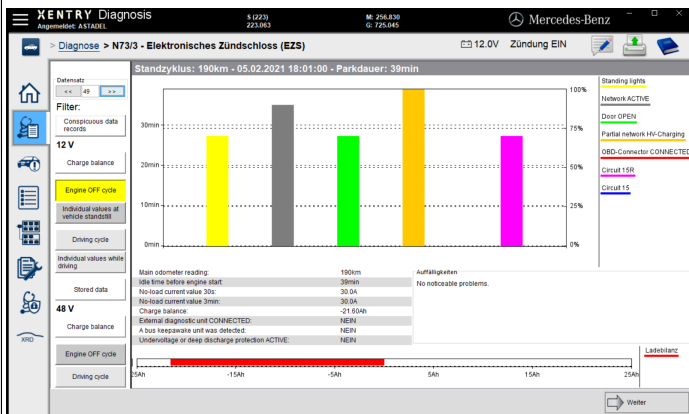 XENTRY Diagnosis
Angemeldet: ASTADEL
S (223)
223.063
M: 256.830
G: 725.045
Mercedes-Benz
> Diagnose > N73/3 - Elektronisches Zündschloss (EZS)
12.0V
Zündung EIN
Standzyklus: 190km - 05.02.2021 18:01:00 - Parkdauer: 39min
Datensatz
<< 49 >>
Filter:
Conspicuous data records
12 V
Charge balance
Engine OFF cycle
Individual values at vehicle standstill
Driving cycle
Individual values while driving
Stored data
48 V
Charge balance
Engine OFF cycle
Driving cycle
XRD
30min
20min
10min
0min
100%
75%
50%
25%
0%
Standing lights
Network ACTIVE
Door OPEN
Partial network HV-Charging
OBD-Connector CONNECTED
Circuit 15R
Circuit 15
Main odometer reading: 190km
Idle time before engine start: 39min
No-load current value 30s: 30.0A
No-load current value 3min: 30.0A
Charge balance: -21.60Ah
External diagnostic unit CONNECTED: NEIN
A bus keepawake unit was detected: NEIN
Undervoltage or deep discharge protection ACTIVE: NEIN
Auffälligkeiten
No noticeable problems.
25Ah -15Ah -5Ah 5Ah 15Ah 25Ah
Ladebilanz
Weiter